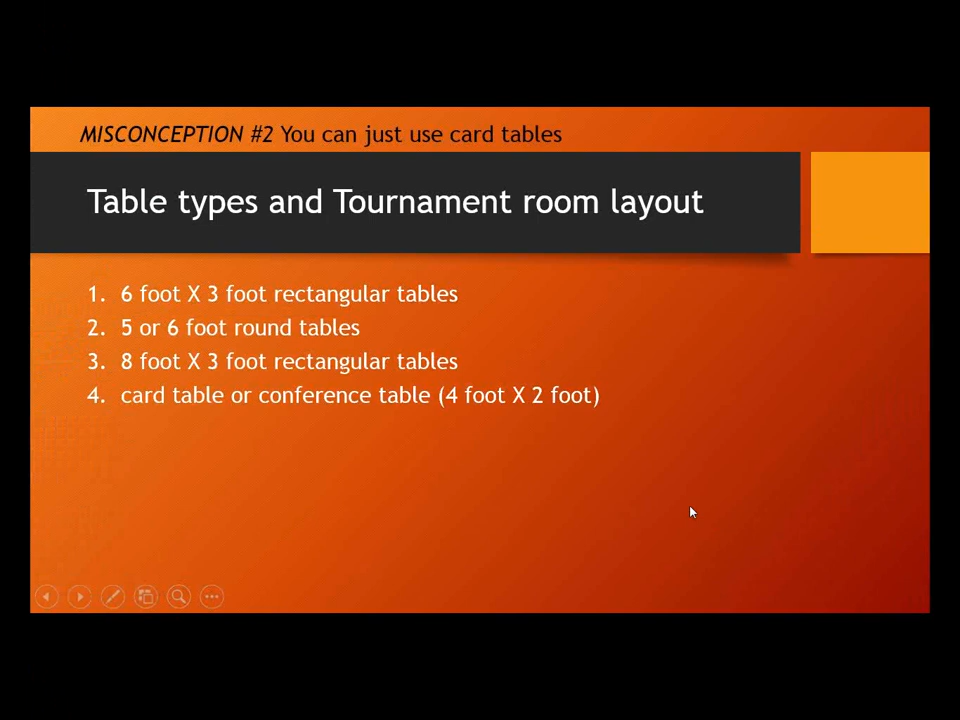 MISCONCEPTION #2 You can just use card tables
Table types and Tournament room layout
1. 6 foot X 3 foot rectangular tables
2. 5 or 6 foot round tables
3. 8 foot X 3 foot rectangular tables
4. card table or conference table (4 foot X 2 foot)